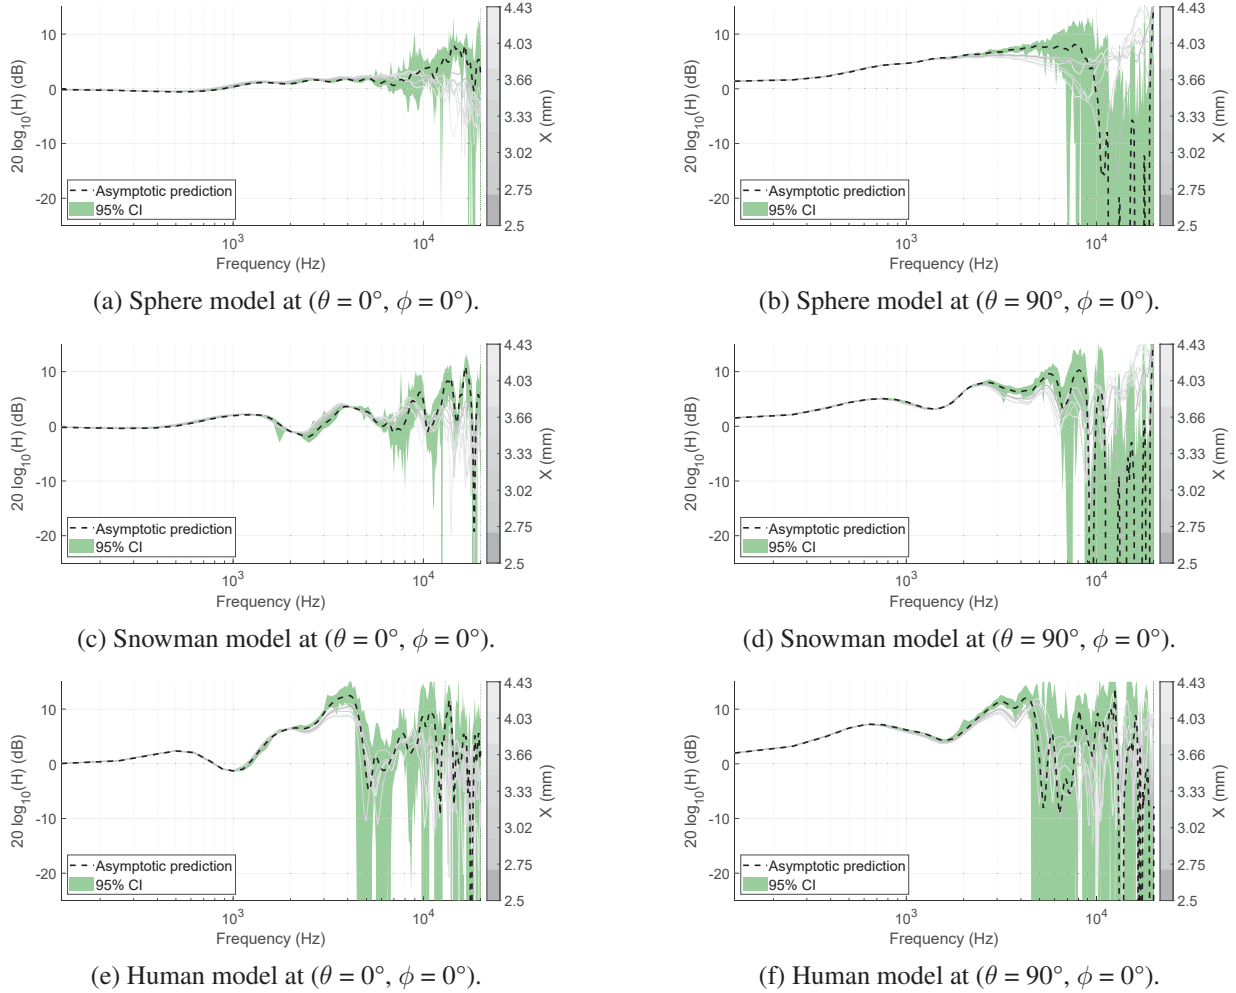 20 log10(H) (dB)
10
0
-10
-20
Asymptotic prediction
95% CI
10^3
10^4
Frequency (Hz)
4.43
4.03
3.66
3.33
3.02
2.75
2.5
X (mm)
(a) Sphere model at (θ = 0°, ϕ = 0°).
20 log10(H) (dB)
10
0
-10
-20
Asymptotic prediction
95% CI
10^3
10^4
Frequency (Hz)
4.43
4.03
3.66
3.33
3.02
2.75
2.5
X (mm)
(b) Sphere model at (θ = 90°, ϕ = 0°).
20 log10(H) (dB)
10
0
-10
-20
Asymptotic prediction
95% CI
10^3
10^4
Frequency (Hz)
4.43
4.03
3.66
3.33
3.02
2.75
2.5
X (mm)
(c) Snowman model at (θ = 0°, ϕ = 0°).
20 log10(H) (dB)
10
0
-10
-20
Asymptotic prediction
95% CI
10^3
10^4
Frequency (Hz)
4.43
4.03
3.66
3.33
3.02
2.75
2.5
X (mm)
(d) Snowman model at (θ = 90°, ϕ = 0°).
20 log10(H) (dB)
10
0
-10
-20
Asymptotic prediction
95% CI
10^3
10^4
Frequency (Hz)
4.43
4.03
3.66
3.33
3.02
2.75
2.5
X (mm)
(e) Human model at (θ = 0°, ϕ = 0°).
20 log10(H) (dB)
10
0
-10
-20
Asymptotic prediction
95% CI
10^3
10^4
Frequency (Hz)
4.43
4.03
3.66
3.33
3.02
2.75
2.5
X (mm)
(f) Human model at (θ = 90°, ϕ = 0°).